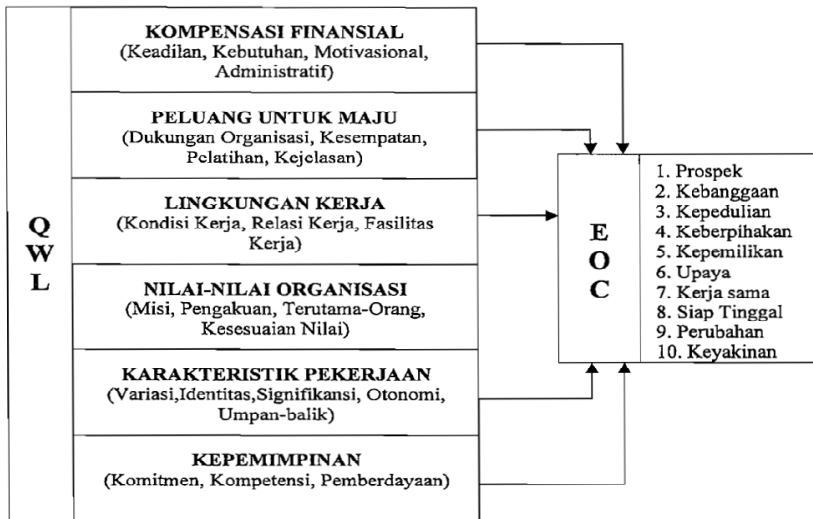 QWL
KOMPENSASI FINANSIAL
(Keadilan, Kebutuhan, Motivasional,
Administratif)
PELUANG UNTUK MAJU
(Dukungan Organisasi, Kesempatan,
Pelatihan, Kejelasan)
LINGKUNGAN KERJA
(Kondisi Kerja, Relasi Kerja, Fasilitas
Kerja)
NILAI-NILAI ORGANISASI
(Misi, Pengakuan, Terutama-Orang,
Kesesuaian Nilai)
KARAKTERISTIK PEKERJAAN
(Variasi,Identitas,Signifikansi, Otonomi,
Umpan-balik)
KEPEMIMPINAN
(Komitmen, Kompetensi, Pemberdayaan)
EOC
1. Prospek
2. Kebanggaan
3. Kepedulian
4. Keberpihakan
5. Kepemilikan
6. Upaya
7. Kerja sama
8. Siap Tinggal
9. Perubahan
10. Keyakinan